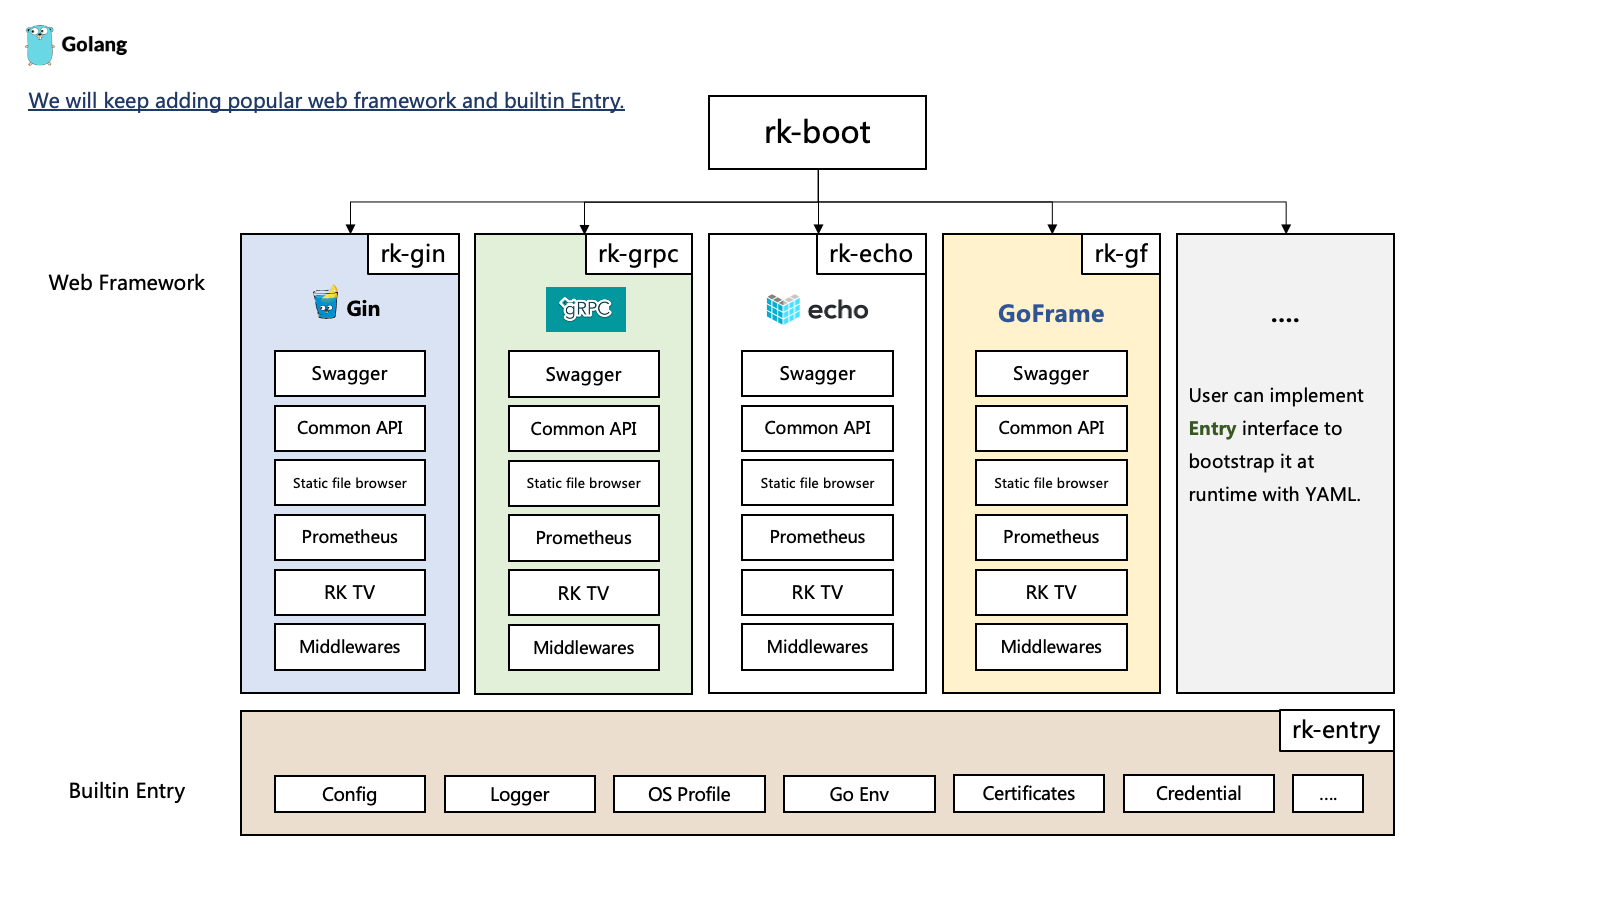 Golang
We will keep adding popular web framework and builtin Entry.
rk-boot
Web Framework
rk-gin
Gin
Swagger
Common API
Static file browser
Prometheus
RK TV
Middlewares
rk-grpc
gRPC
Swagger
Common API
Static file browser
Prometheus
RK TV
Middlewares
rk-echo
echo
Swagger
Common API
Static file browser
Prometheus
RK TV
Middlewares
rk-gf
GoFrame
Swagger
Common API
Static file browser
Prometheus
RK TV
Middlewares
....
User can implement
Entry interface to
bootstrap it at
runtime with YAML.
Builtin Entry
rk-entry
Config
Logger
OS Profile
Go Env
Certificates
Credential
....